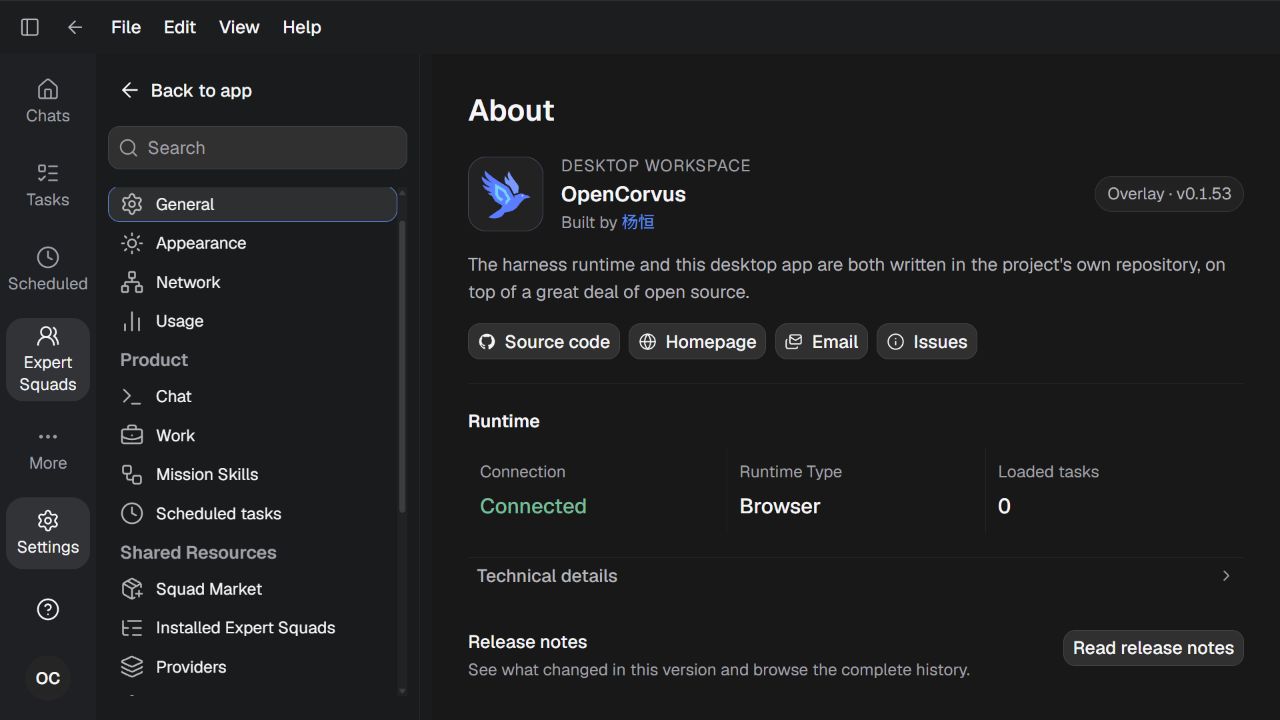 File Edit View Help
Chats
Tasks
Scheduled
Expert
Squads
More
Settings
OC
Back to app
Search
General
Appearance
Network
Usage
Product
Chat
Work
Mission Skills
Scheduled tasks
Shared Resources
Squad Market
Installed Expert Squads
Providers
About
DESKTOP WORKSPACE
OpenCorvus
Built by 杨恒
Overlay · v0.1.53
The harness runtime and this desktop app are both written in the project's own repository, on
top of a great deal of open source.
Source code Homepage Email Issues
Runtime
Connection Runtime Type Loaded tasks
Connected Browser 0
Technical details
Release notes
See what changed in this version and browse the complete history.
Read release notes